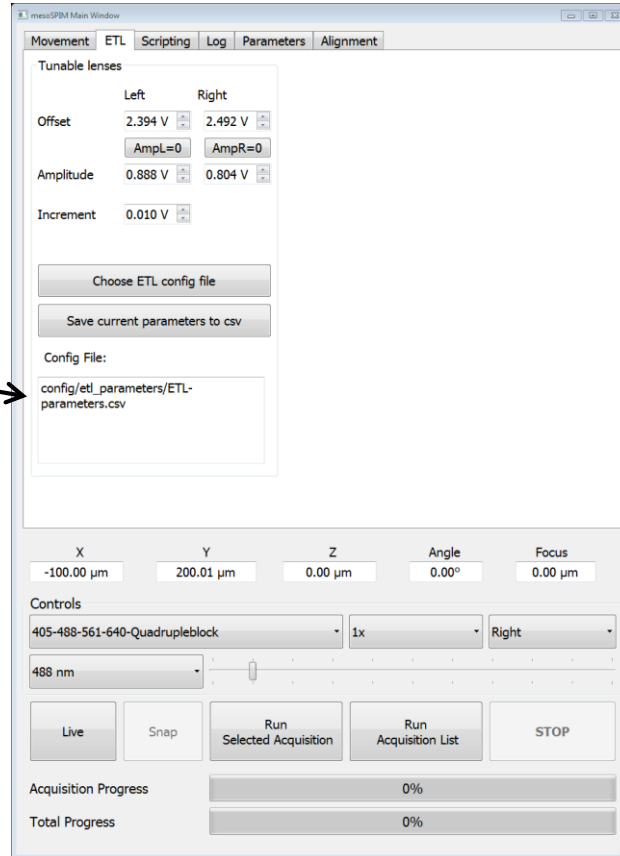 mesoSPIM Main Window
Movement ETL Scripting Log Parameters Alignment
Tunable lenses
Left Right
Offset 2.394 V 2.492 V
AmpL=0 AmpR=0
Amplitude 0.888 V 0.804 V
Increment 0.010 V
Choose ETL config file
Save current parameters to csv
Config File:
config/etl_parameters/ETL-
parameters.csv
X Y Z Angle Focus
-100.00 µm 200.01 µm 0.00 µm 0.00° 0.00 µm
Controls
405-488-561-640-Quadrupleblock 1x Right
488 nm
Live Snap Run Selected Acquisition Run Acquisition List STOP
Acquisition Progress 0%
Total Progress 0%